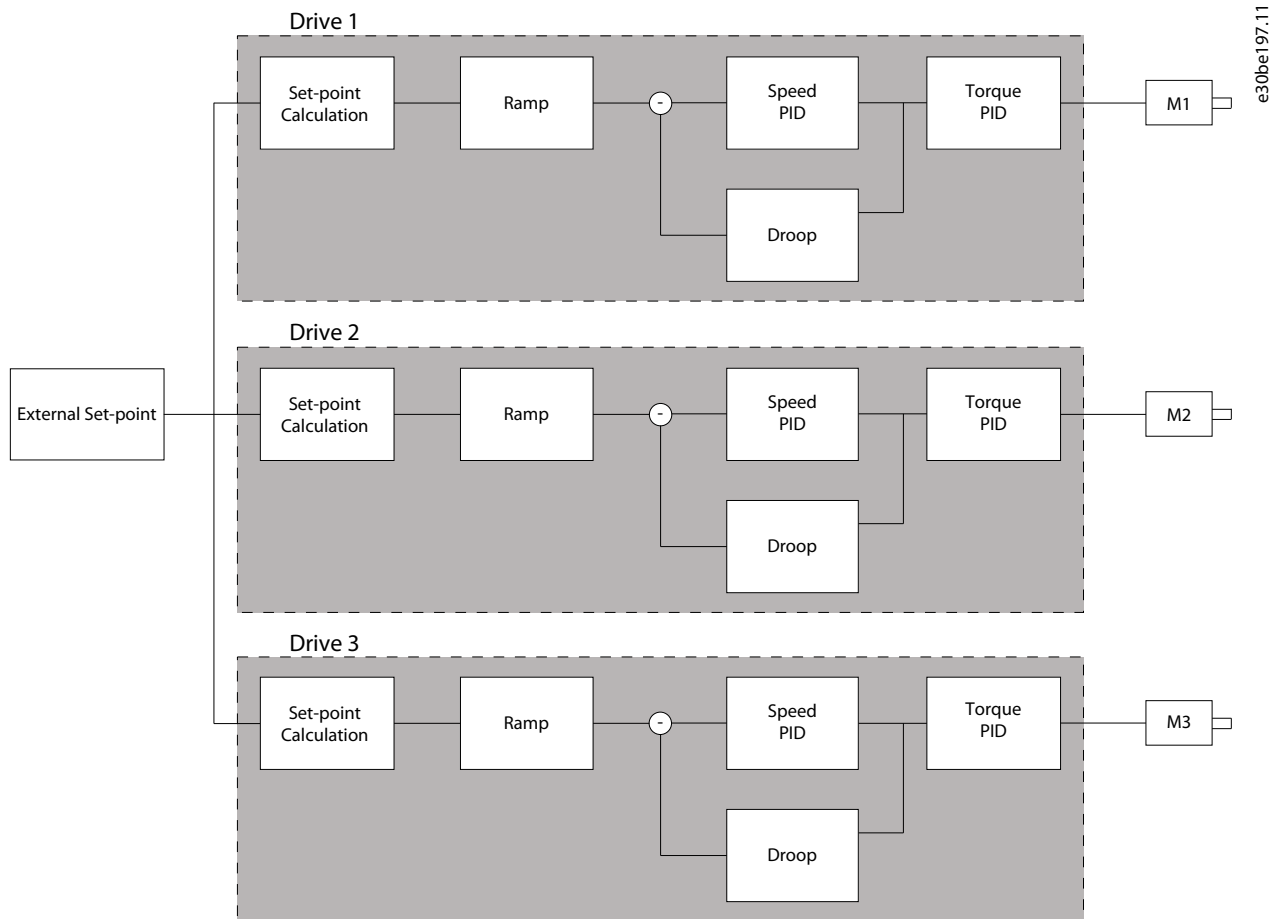 Drive 1
Set-point
Calculation
Ramp
-
Speed
PID
Torque
PID
M1
Droop
e30be197.11
Drive 2
External Set-point
Set-point
Calculation
Ramp
-
Speed
PID
Torque
PID
M2
Droop
Drive 3
Set-point
Calculation
Ramp
-
Speed
PID
Torque
PID
M3
Droop